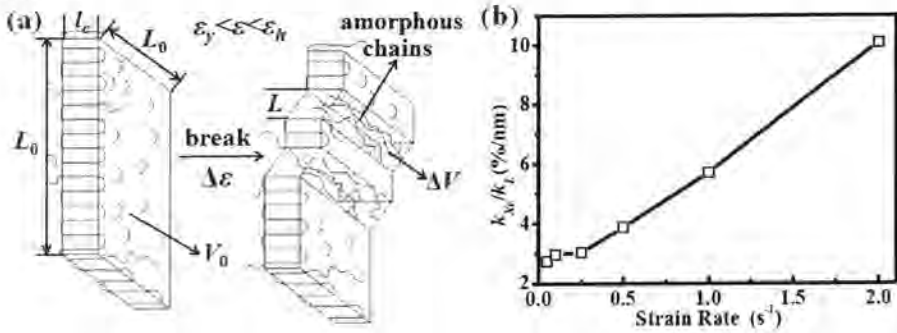 (a)
l_c
L_0
ε_y<ε<ε_h
amorphous
chains
L_0
L
break
Δε
ΔV
V_0
(b)
10
8
6
4
2
k_Xc/k_L (%/nm)
0.0 0.5 1.0 1.5 2.0
Strain Rate (s^-1)